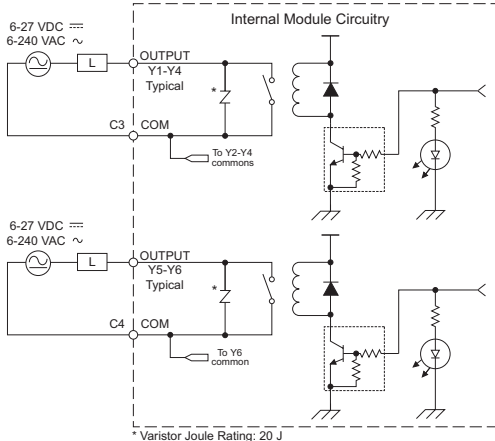 Internal Module Circuitry
6-27 VDC ⎓
6-240 VAC ∿
L
OUTPUT
Y1-Y4
Typical
*
C3 COM
To Y2-Y4
commons
6-27 VDC ⎓
6-240 VAC ∿
L
OUTPUT
Y5-Y6
Typical
*
C4 COM
To Y6
common
* Varistor Joule Rating: 20 J